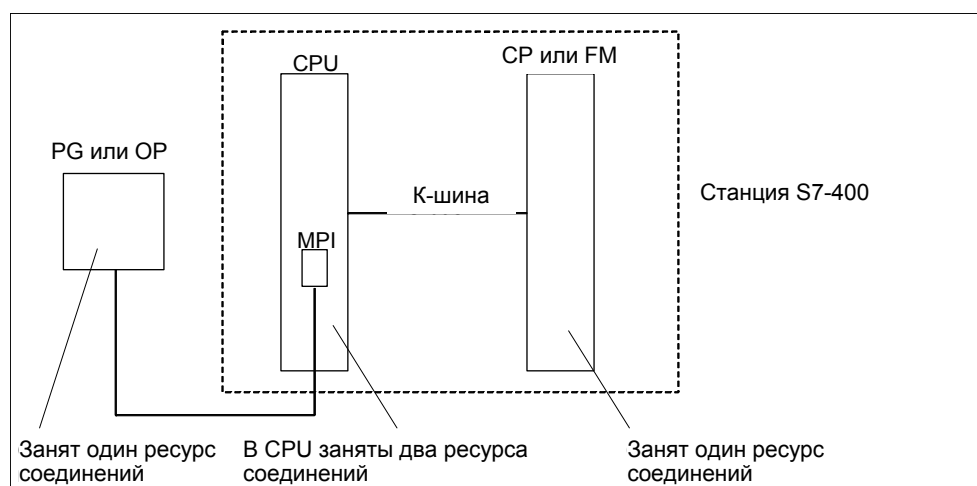 CPU
CP или FM
PG или OP
К-шина
Станция S7-400
MPI
Занят один ресурс
соединений
В CPU заняты два ресурса
соединений
Занят один ресурс
соединений